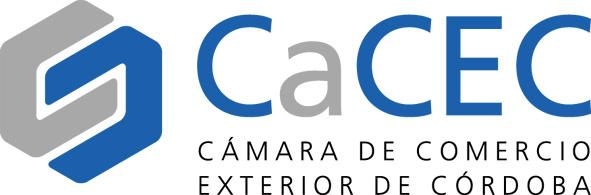 CaCEC
CÁMARA DE COMERCIO
EXTERIOR DE CÓRDOBA